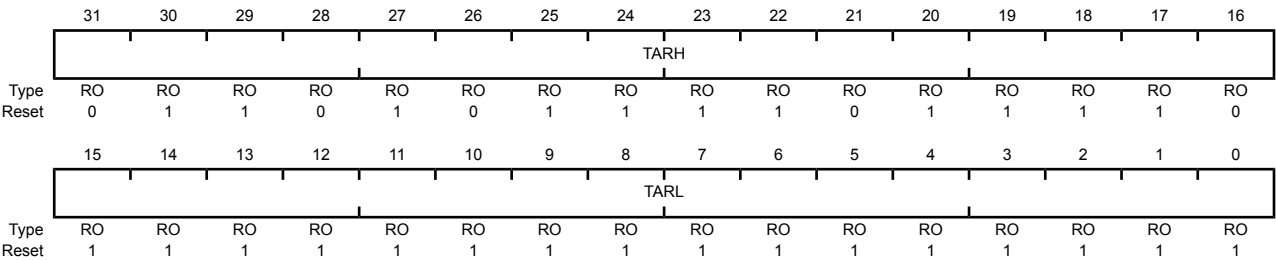 31 30 29 28 27 26 25 24 23 22 21 20 19 18 17 16
TARH
Type RO RO RO RO RO RO RO RO RO RO RO RO RO RO RO RO
Reset 0 1 1 0 1 0 1 1 1 1 0 1 1 1 1 0
15 14 13 12 11 10 9 8 7 6 5 4 3 2 1 0
TARL
Type RO RO RO RO RO RO RO RO RO RO RO RO RO RO RO RO
Reset 1 1 1 1 1 1 1 1 1 1 1 1 1 1 1 1